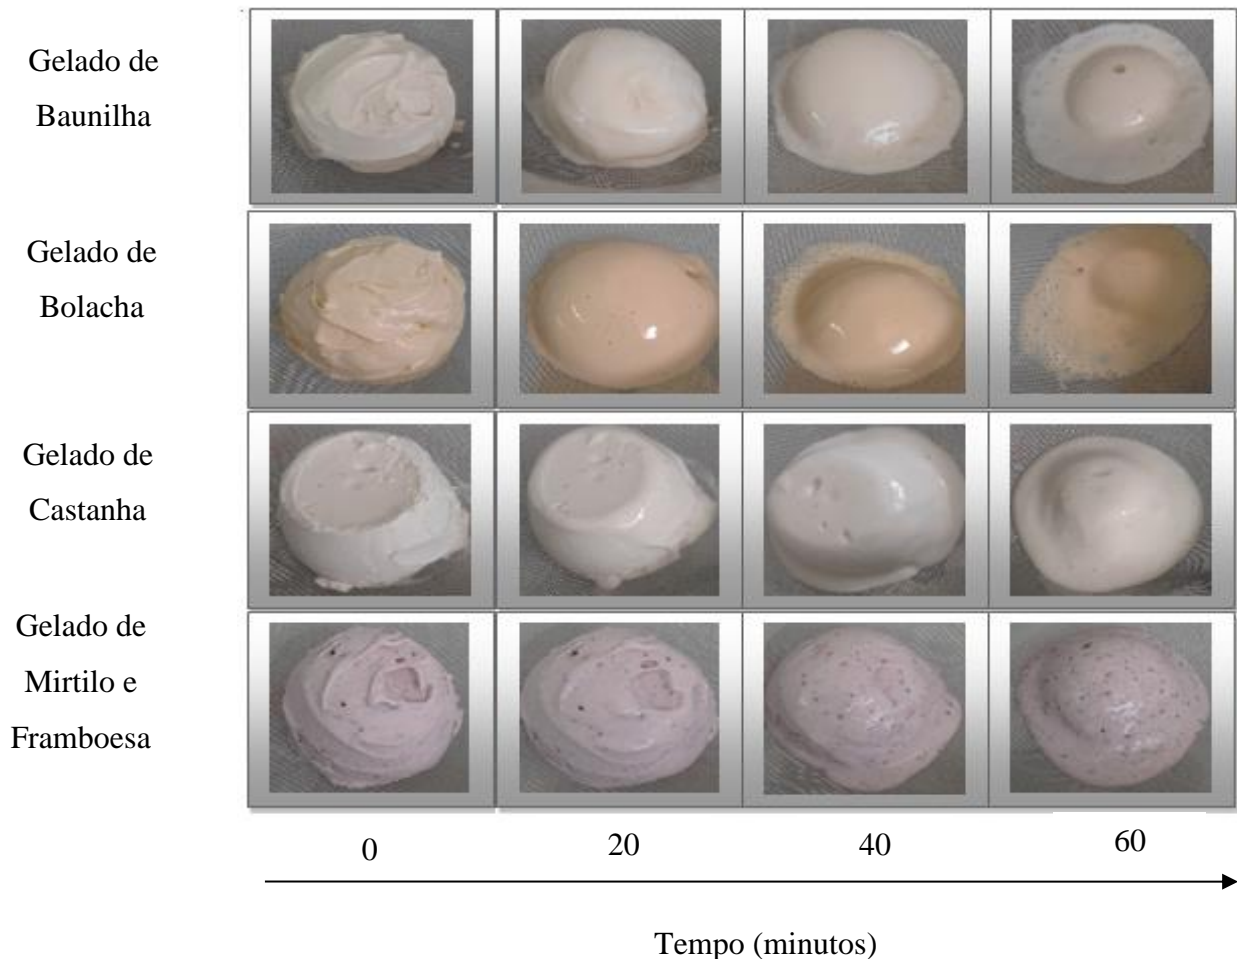 Gelado de
Baunilha
Gelado de
Bolacha
Gelado de
Castanha
Gelado de
Mirtilo e
Framboesa
0 20 40 60
Tempo (minutos)